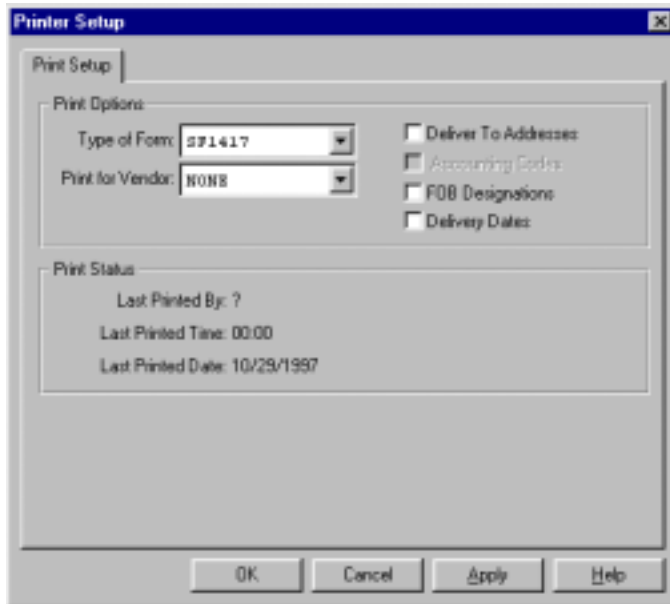 Printer Setup
Print Setup
Print Options
Type of Form: SF1417
Print for Vendor: NONE
Deliver To Addresses
Accounting Codes
FOB Designations
Delivery Dates
Print Status
Last Printed By: ?
Last Printed Time: 00:00
Last Printed Date: 10/29/1997
OK Cancel Apply Help